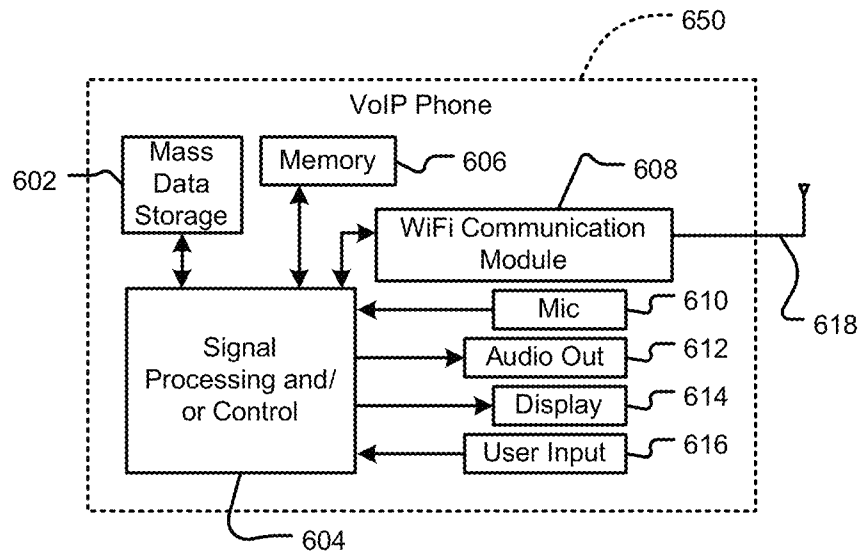 650
VoIP Phone
602
Mass
Data
Storage
Memory
606
608
WiFi Communication
Module
618
Signal
Processing and/
or Control
Mic
610
Audio Out
612
Display
614
User Input
616
604